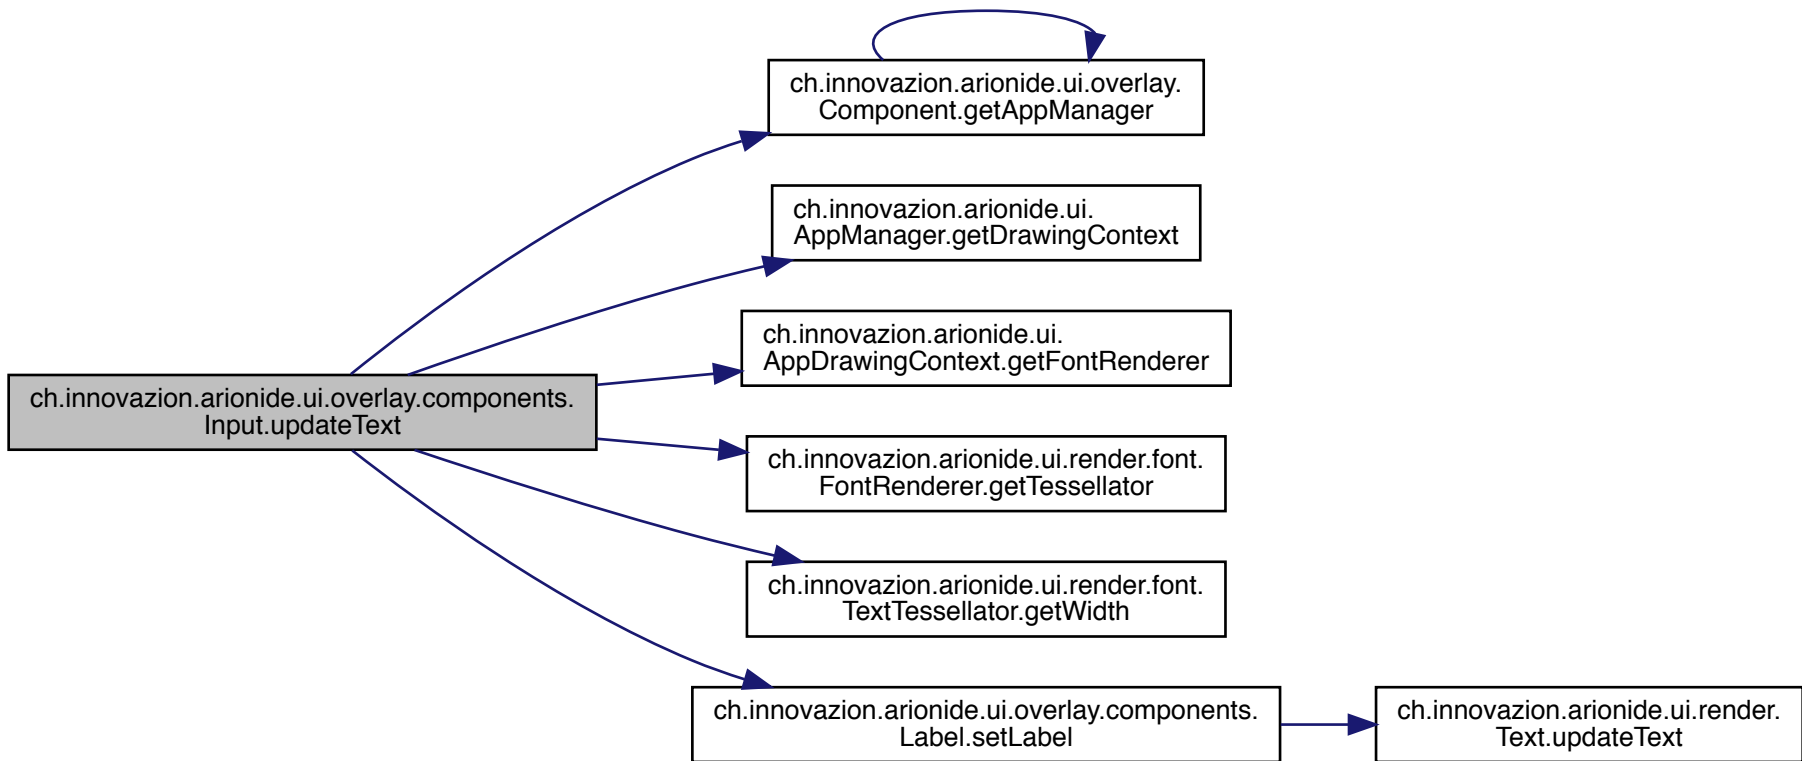 ch.innovazion.arionide.ui.overlay.
Component.getAppManager
ch.innovazion.arionide.ui.
AppManager.getDrawingContext
ch.innovazion.arionide.ui.
AppDrawingContext.getFontRenderer
ch.innovazion.arionide.ui.overlay.components.
Input.updateText
ch.innovazion.arionide.ui.render.font.
FontRenderer.getTessellator
ch.innovazion.arionide.ui.render.font.
TextTessellator.getWidth
ch.innovazion.arionide.ui.overlay.components.
Label.setLabel
ch.innovazion.arionide.ui.render.
Text.updateText